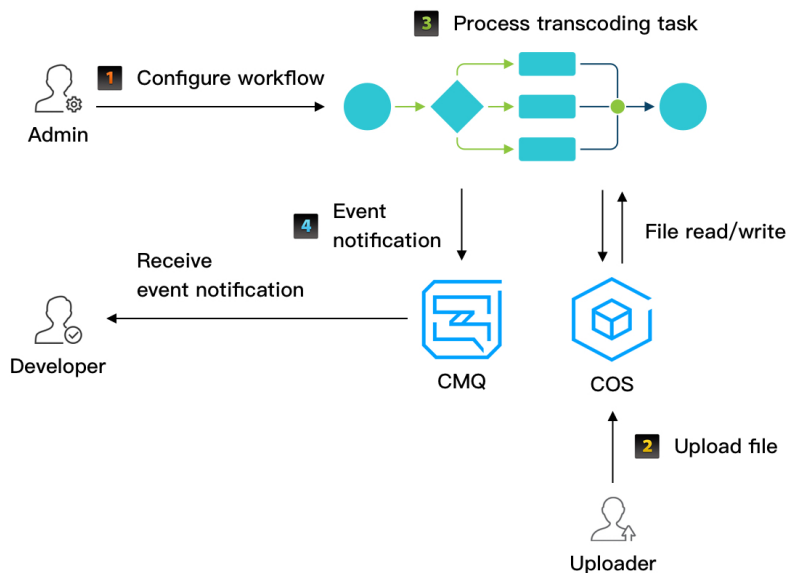 3 Process transcoding task
1 Configure workflow
Admin
4 Event
notification
File read/write
Receive
event notification
Developer
CMQ
COS
2 Upload file
Uploader